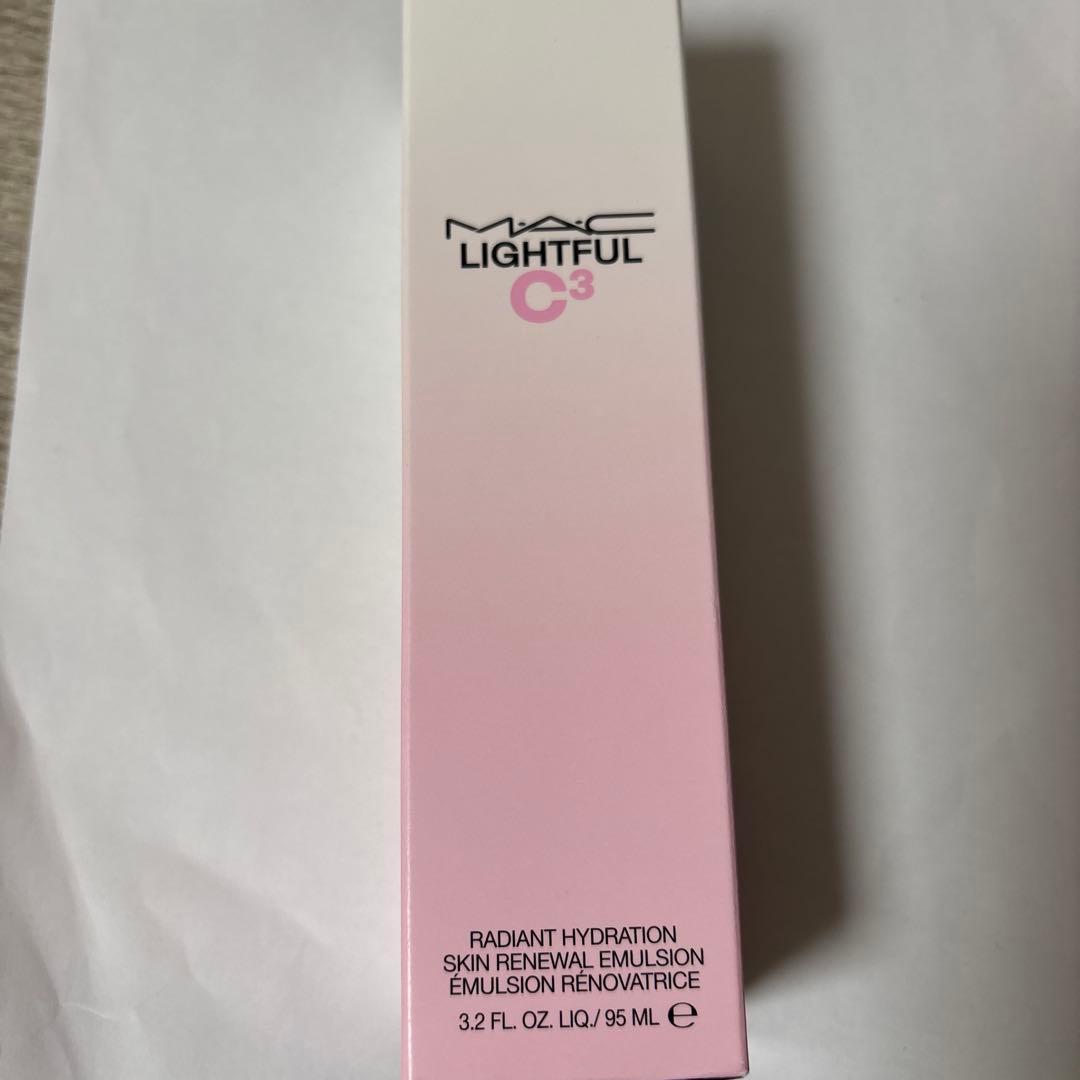 M·A·C
LIGHTFUL
C³
RADIANT HYDRATION
SKIN RENEWAL EMULSION
ÉMULSION RÉNOVATRICE
3.2 FL. OZ. LIQ./ 95 ML ℮